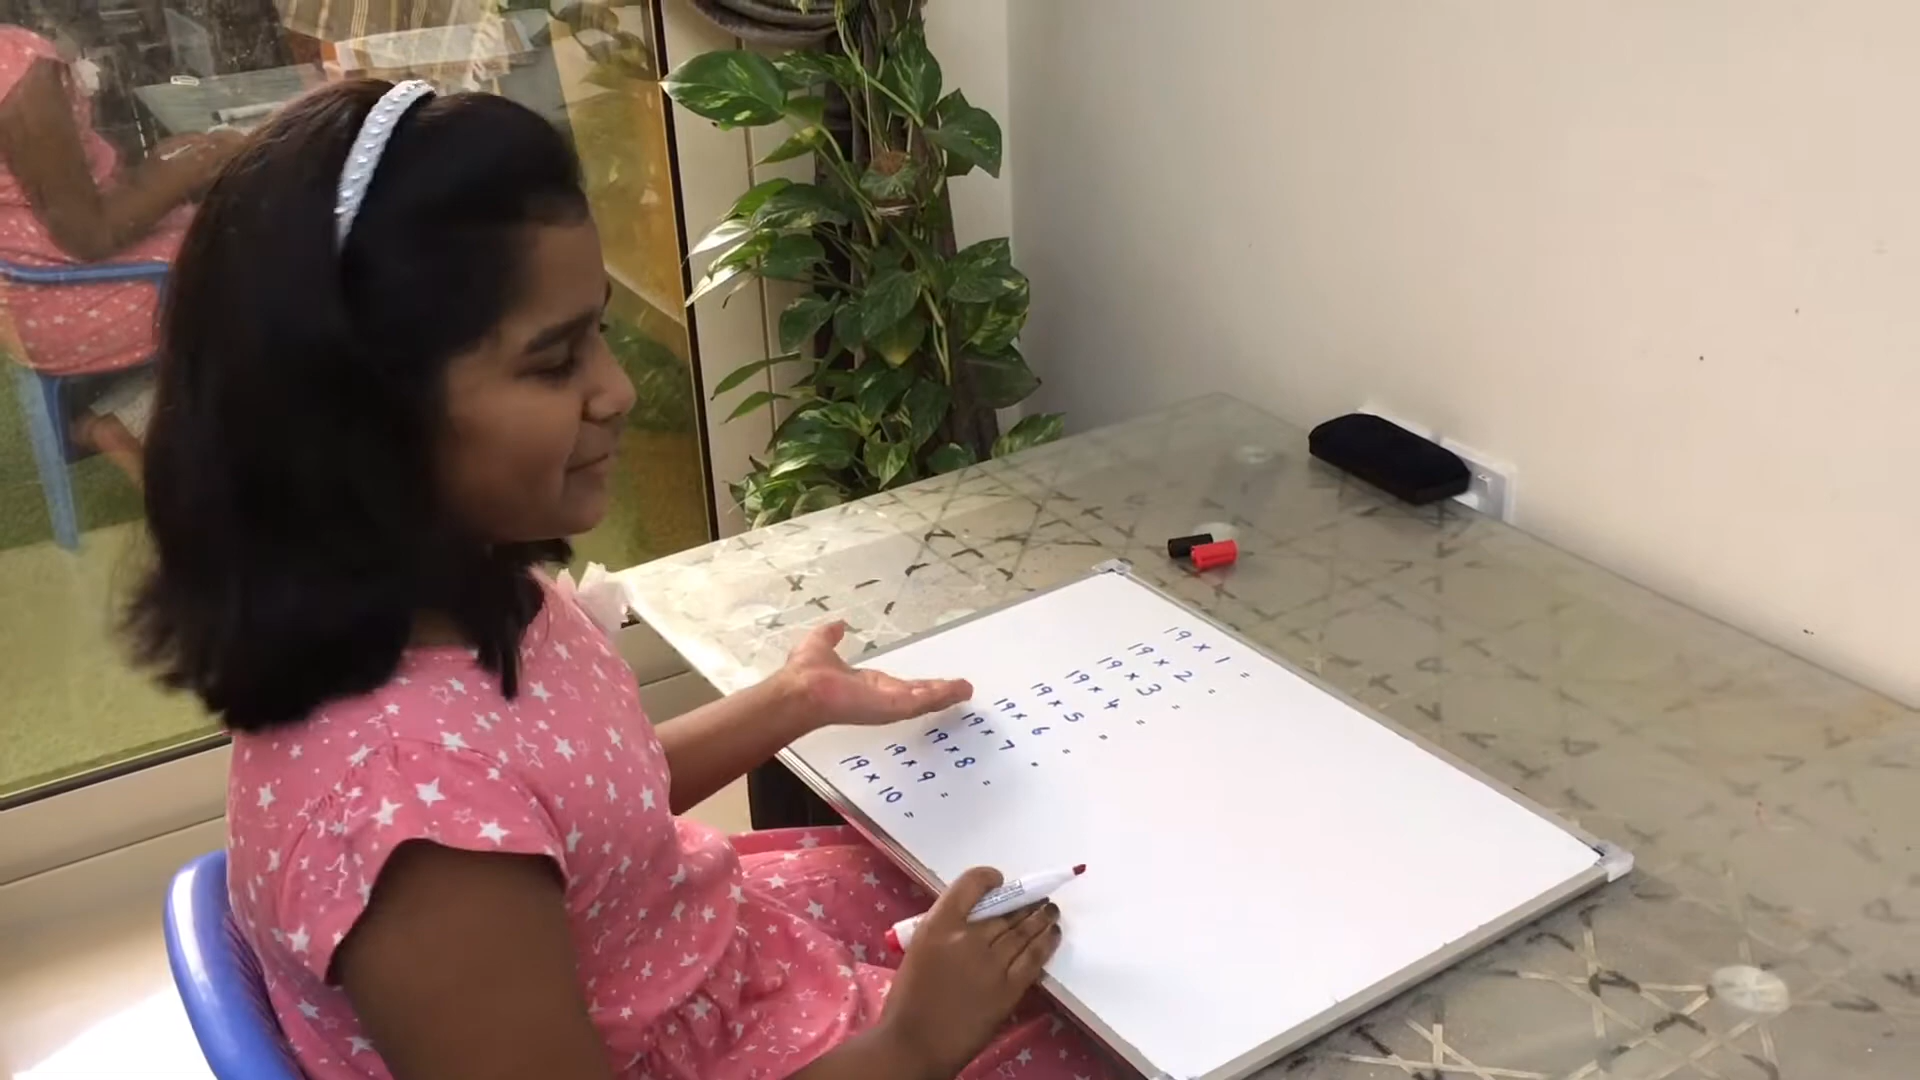 19 × 1 =
19 × 2 =
19 × 3 =
19 × 4 =
19 × 5 =
19 × 6 =
19 × 7 =
19 × 8 =
19 × 9 =
19 × 10 =